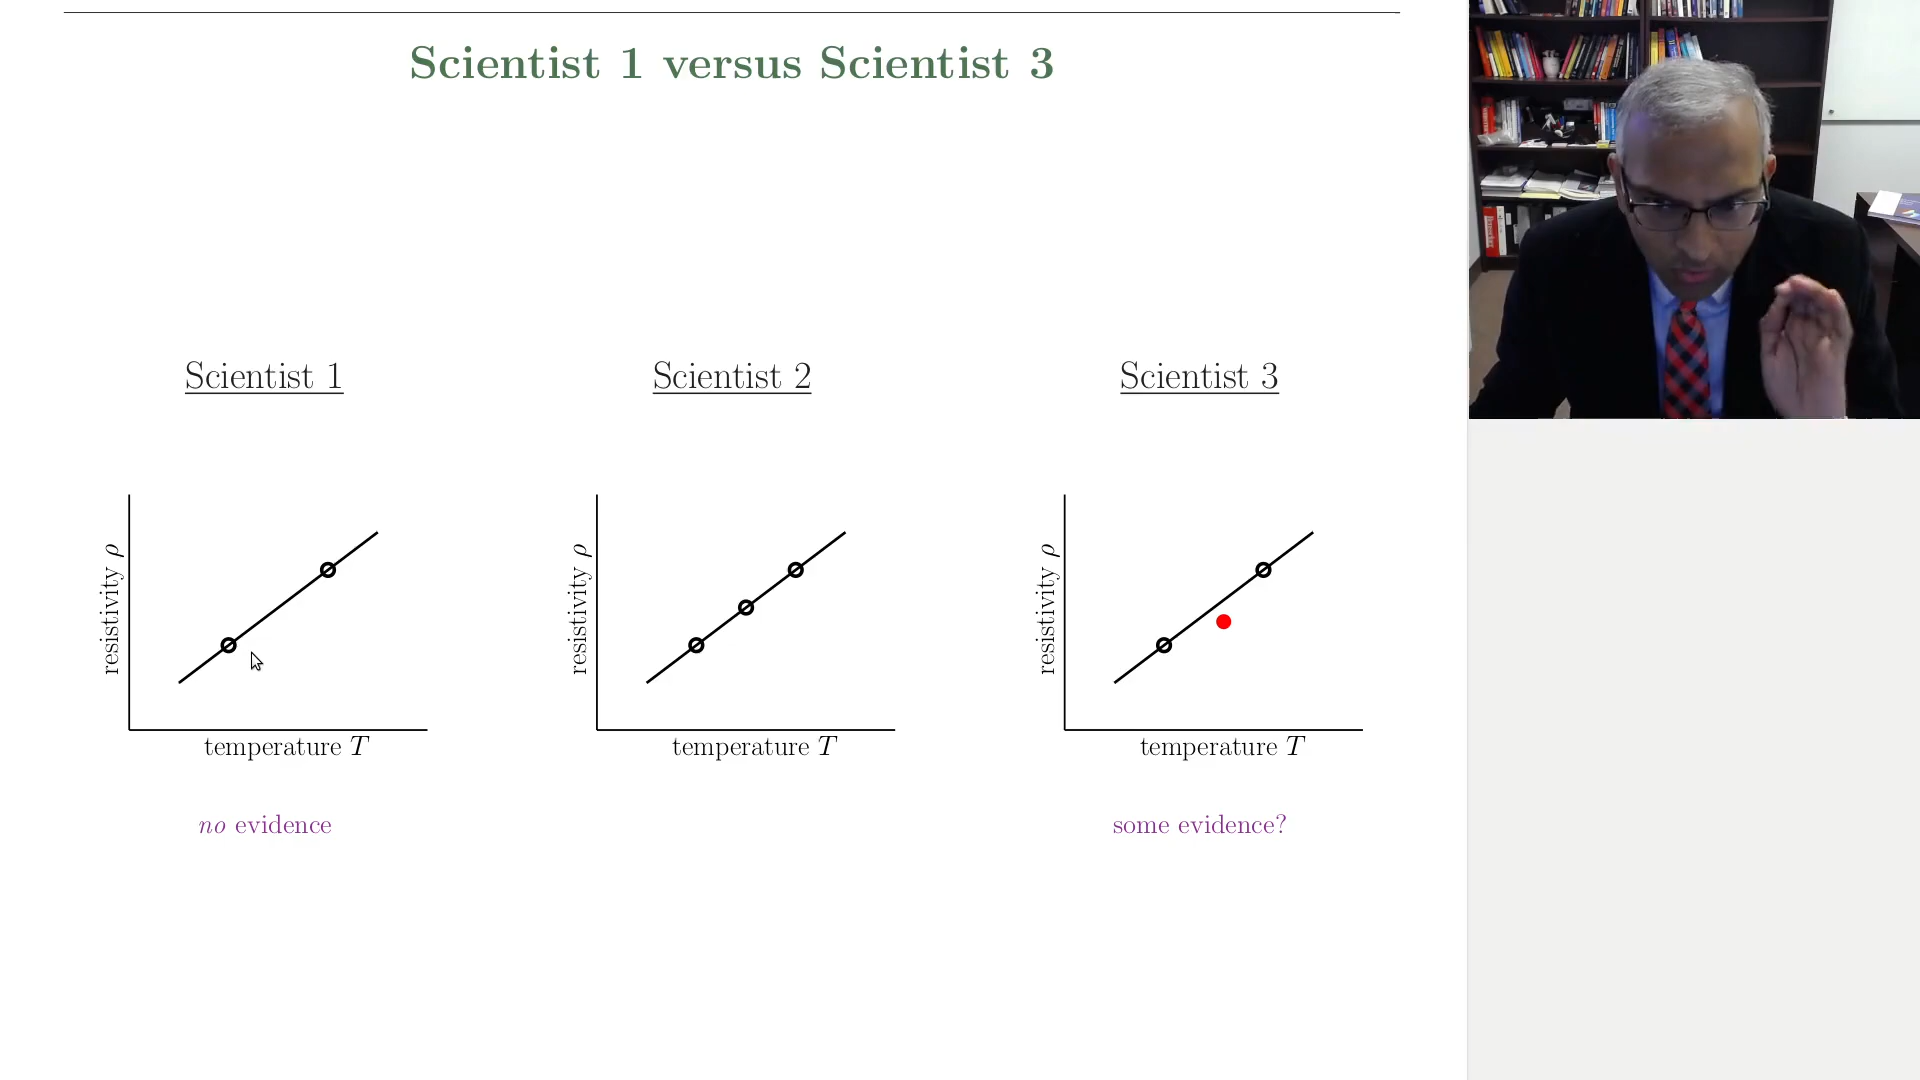 Scientist 1 versus Scientist 3
Scientist 1
resistivity ρ
temperature T
no evidence
Scientist 2
resistivity ρ
temperature T
Scientist 3
resistivity ρ
temperature T
some evidence?